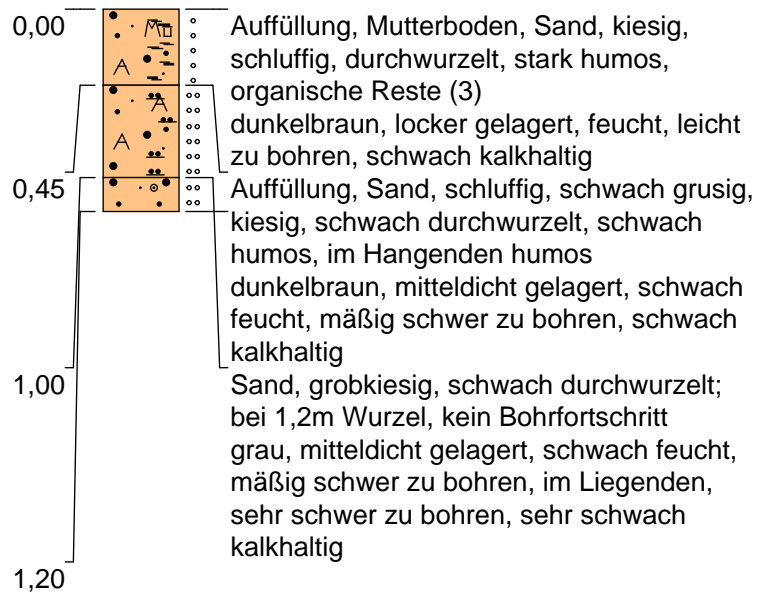 0,00
Auffüllung, Mutterboden, Sand, kiesig,
schluffig, durchwurzelt, stark humos,
organische Reste (3)
dunkelbraun, locker gelagert, feucht, leicht
zu bohren, schwach kalkhaltig
0,45
Auffüllung, Sand, schluffig, schwach grusig,
kiesig, schwach durchwurzelt, schwach
humos, im Hangenden humos
dunkelbraun, mitteldicht gelagert, schwach
feucht, mäßig schwer zu bohren, schwach
kalkhaltig
1,00
Sand, grobkiesig, schwach durchwurzelt;
bei 1,2m Wurzel, kein Bohrfortschritt
grau, mitteldicht gelagert, schwach feucht,
mäßig schwer zu bohren, im Liegenden,
sehr schwer zu bohren, sehr schwach
kalkhaltig
1,20